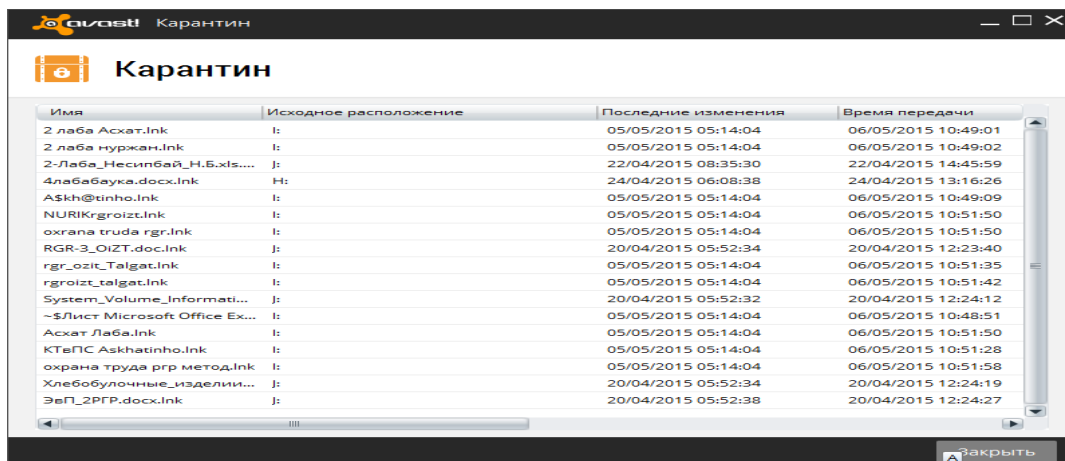 avast! Карантин
Карантин
Имя Исходное расположение Последние изменения Время передачи
2 лаба Асхат.lnk I: 05/05/2015 05:14:04 06/05/2015 10:49:01
2 лаба нуржан.lnk I: 05/05/2015 05:14:04 06/05/2015 10:49:02
2-Лаба_Несипбай_Н.Б.xls.... J: 22/04/2015 08:35:30 22/04/2015 14:45:59
4лабабаука.docx.lnk H: 24/04/2015 06:08:38 24/04/2015 13:16:26
A$kh@tinho.lnk I: 05/05/2015 05:14:04 06/05/2015 10:49:09
NURIKrgroizt.lnk I: 05/05/2015 05:14:04 06/05/2015 10:51:50
oxrana truda rgr.lnk I: 05/05/2015 05:14:04 06/05/2015 10:51:50
RGR-3_OiZT.doc.lnk J: 20/04/2015 05:52:34 20/04/2015 12:23:40
rgr_ozit_Talgat.lnk I: 05/05/2015 05:14:04 06/05/2015 10:51:35
rgroizt_talgat.lnk I: 05/05/2015 05:14:04 06/05/2015 10:51:42
System_Volume_Informati... J: 20/04/2015 05:52:32 20/04/2015 12:24:12
~$Лист Microsoft Office Ex... I: 05/05/2015 05:14:04 06/05/2015 10:48:51
Асхат Лаба.lnk I: 05/05/2015 05:14:04 06/05/2015 10:51:50
КТвПС Askhatinho.lnk I: 05/05/2015 05:14:04 06/05/2015 10:51:28
охрана труда ргр метод.lnk I: 05/05/2015 05:14:04 06/05/2015 10:51:58
Хлебобулочные_изделии... J: 20/04/2015 05:52:34 20/04/2015 12:24:19
ЭвП_2РГР.docx.lnk J: 20/04/2015 05:52:38 20/04/2015 12:24:27
Закрыть
A